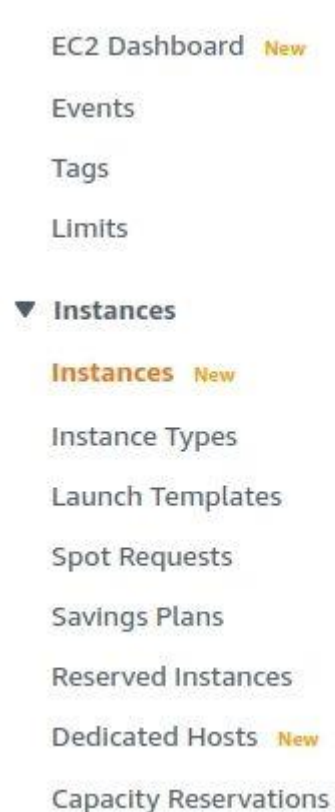 EC2 Dashboard New
Events
Tags
Limits
Instances
Instances New
Instance Types
Launch Templates
Spot Requests
Savings Plans
Reserved Instances
Dedicated Hosts New
Capacity Reservations